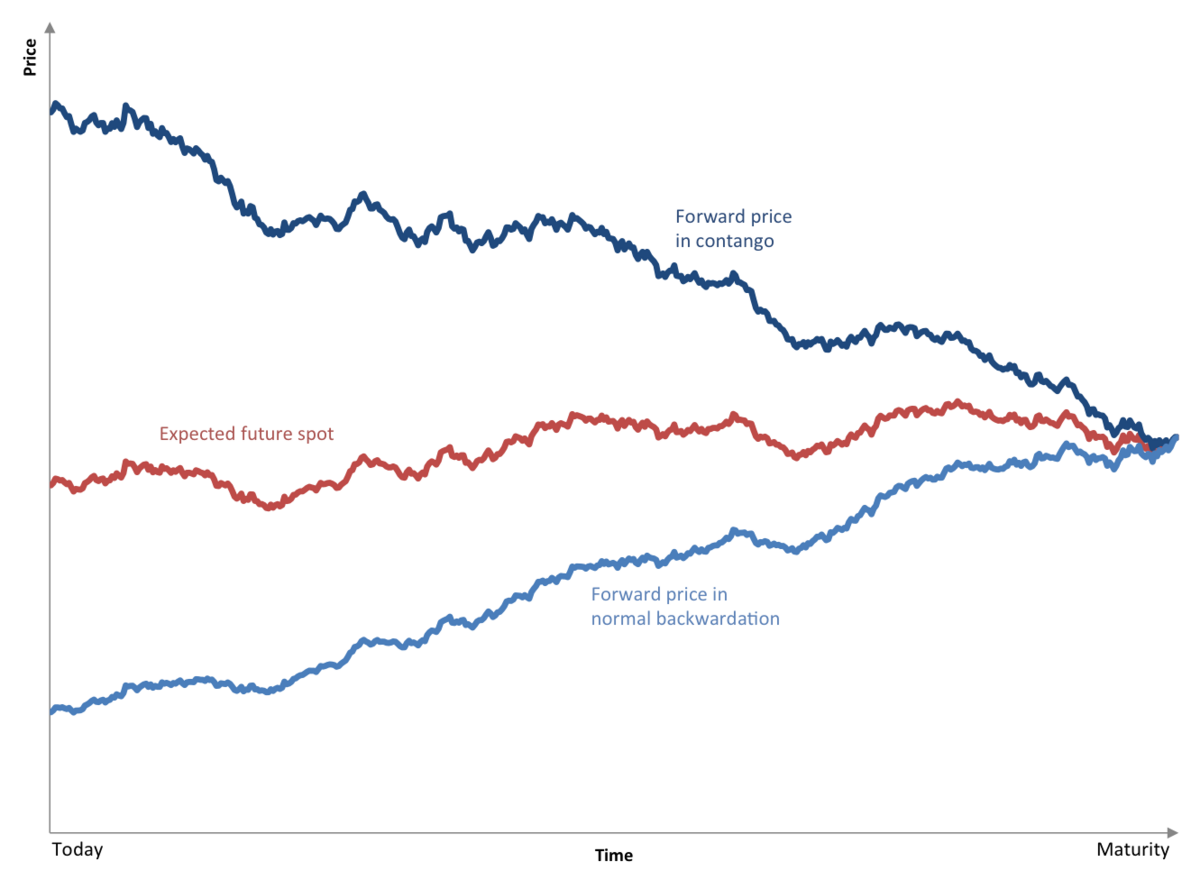 Price
Forward price
in contango
Expected future spot
Forward price in
normal backwardation
Today
Time
Maturity